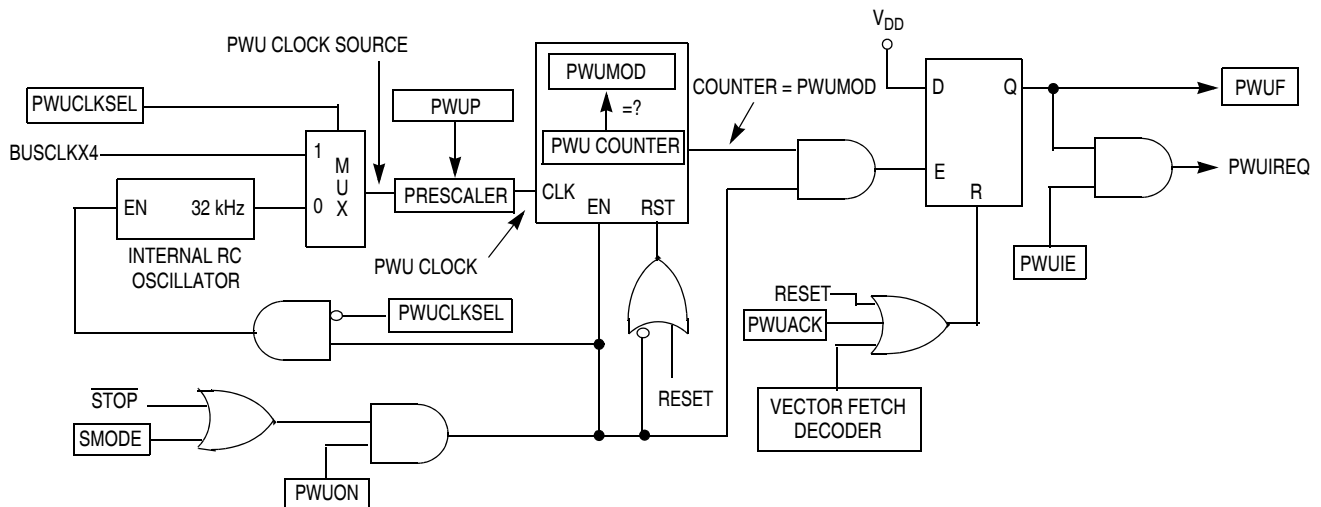 V_DD
PWU CLOCK SOURCE
PWUMOD
COUNTER = PWUMOD
D
Q
PWUF
PWUCLKSEL
PWUP
=?
BUSCLKX4
1
M
U
X
0
PWU COUNTER
PWUIREQ
EN
32 kHz
PRESCALER
CLK
EN
RST
E
R
INTERNAL RC
OSCILLATOR
PWU CLOCK
PWUIE
PWUCLKSEL
RESET
PWUACK
RESET
STOP
SMODE
VECTOR FETCH
DECODER
PWUON